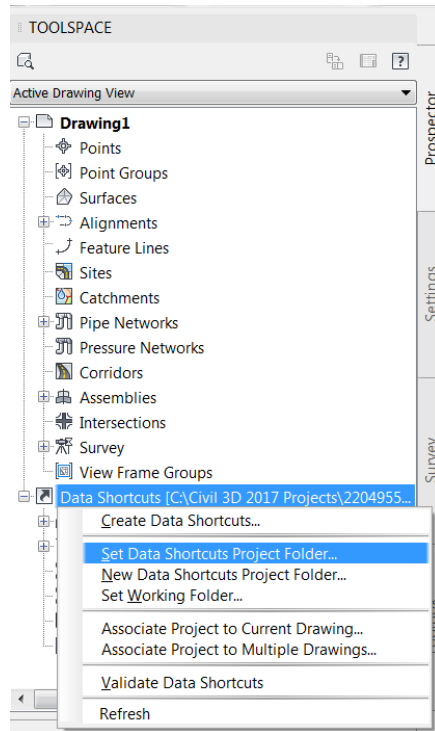 TOOLSPACE
?
Active Drawing View
Drawing1
Points
Point Groups
Surfaces
Alignments
Feature Lines
Sites
Catchments
Pipe Networks
Pressure Networks
Corridors
Assemblies
Intersections
Survey
View Frame Groups
Data Shortcuts [C:\Civil 3D 2017 Projects\2204955...
Create Data Shortcuts...
Set Data Shortcuts Project Folder...
New Data Shortcuts Project Folder...
Set Working Folder...
Associate Project to Current Drawing...
Associate Project to Multiple Drawings...
Validate Data Shortcuts
Refresh
Prospector
Settings
Survey